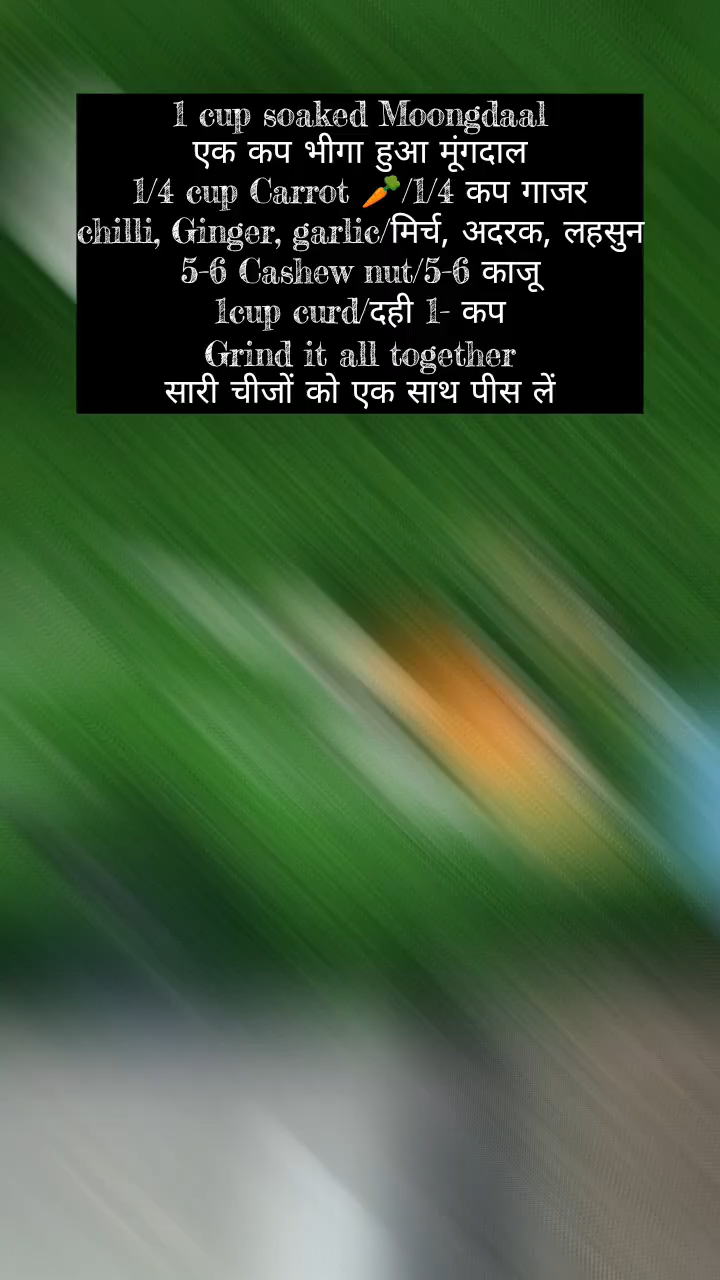 1 cup soaked Moongdaal
एक कप भीगा हुआ मूंगदाल
1/4 cup Carrot 🥕/1/4 कप गाजर
chilli, Ginger, garlic/मिर्च, अदरक, लहसुन
5-6 Cashew nut/5-6 काजू
1cup curd/दही 1- कप
Grind it all together
सारी चीजों को एक साथ पीस लें